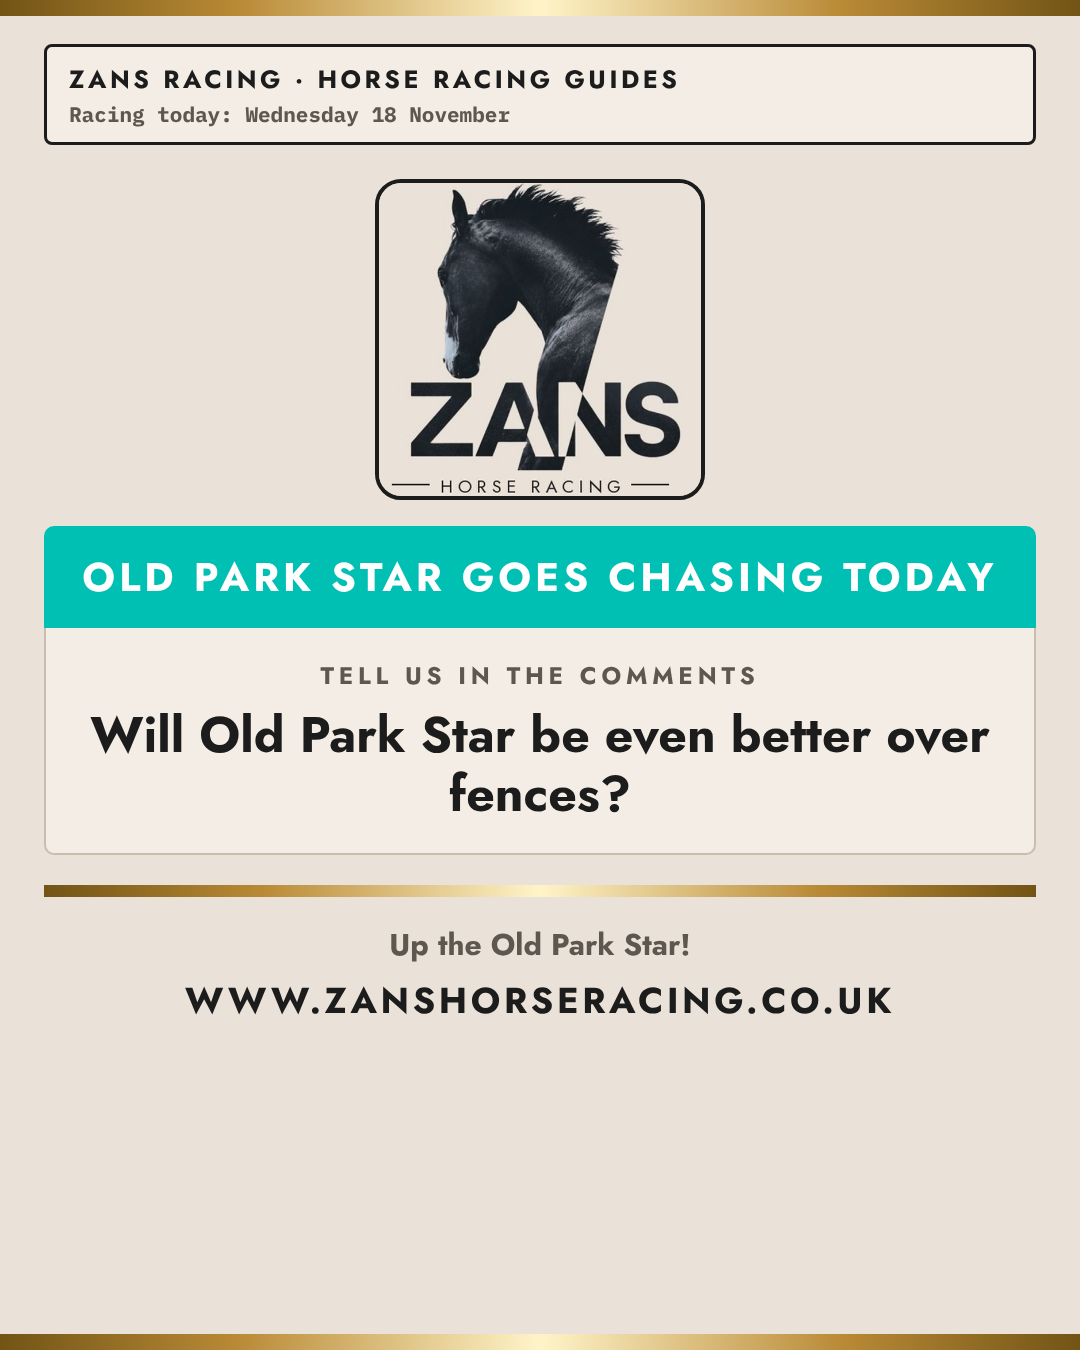 ZANS RACING · HORSE RACING GUIDES
Racing today: Wednesday 18 November
ZANS
HORSE RACING
OLD PARK STAR GOES CHASING TODAY
TELL US IN THE COMMENTS
Will Old Park Star be even better over
fences?
Up the Old Park Star!
WWW.ZANSHORSERACING.CO.UK